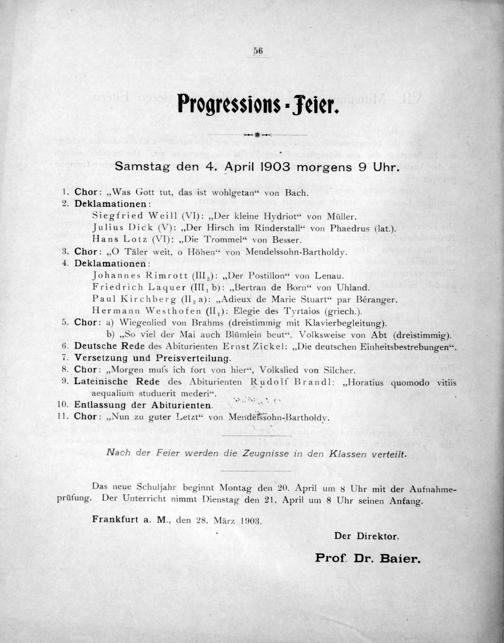 56
Progressions-Feier.
Samstag den 4. April 1903 morgens 9 Uhr.
1. Chor: „Was Gott tut, das ist wohlgetan“ von Bach.
2. Deklamationen:
Siegfried Weill (VI): „Der kleine Hydriot“ von Müller.
Julius Dick (V): „Der Hirsch im Rinderstall“ von Phaedrus (lat.).
Hans Lotz (VI): „Die Trommel“ von Besser.
3. Chor: „O Täler weit, o Höhen“ von Mendelssohn-Bartholdy.
4. Deklamationen:
Johannes Rimrott (III₂): „Der Postillon“ von Lenau.
Friedrich Laquer (III₁ b): „Bertran de Born“ von Uhland.
Paul Kirchberg (II₂ a): „Adieux de Marie Stuart“ par Béranger.
Hermann Westhofen (II₁): Elegie des Tyrtaios (griech.).
5. Chor: a) Wiegenlied von Brahms (dreistimmig mit Klavierbegleitung).
b) „So viel der Mai auch Blümlein beut“. Volksweise von Abt (dreistimmig).
6. Deutsche Rede des Abiturienten Ernst Zickel: „Die deutschen Einheitsbestrebungen“.
7. Versetzung und Preisverteilung.
8. Chor: „Morgen muſs ich fort von hier“, Volkslied von Silcher.
9. Lateinische Rede des Abiturienten Rudolf Brandl: „Horatius quomodo vitiis
aequalium studuerit mederi“.
10. Entlassung der Abiturienten.
11. Chor: „Nun zu guter Letzt“ von Mendelssohn-Bartholdy.
Nach der Feier werden die Zeugnisse in den Klassen verteilt.
Das neue Schuljahr beginnt Montag den 20. April um 8 Uhr mit der Aufnahme-
prüfung. Der Unterricht nimmt Dienstag den 21. April um 8 Uhr seinen Anfang.
Frankfurt a. M., den 28. März 1903.
Der Direktor.
Prof. Dr. Baier.